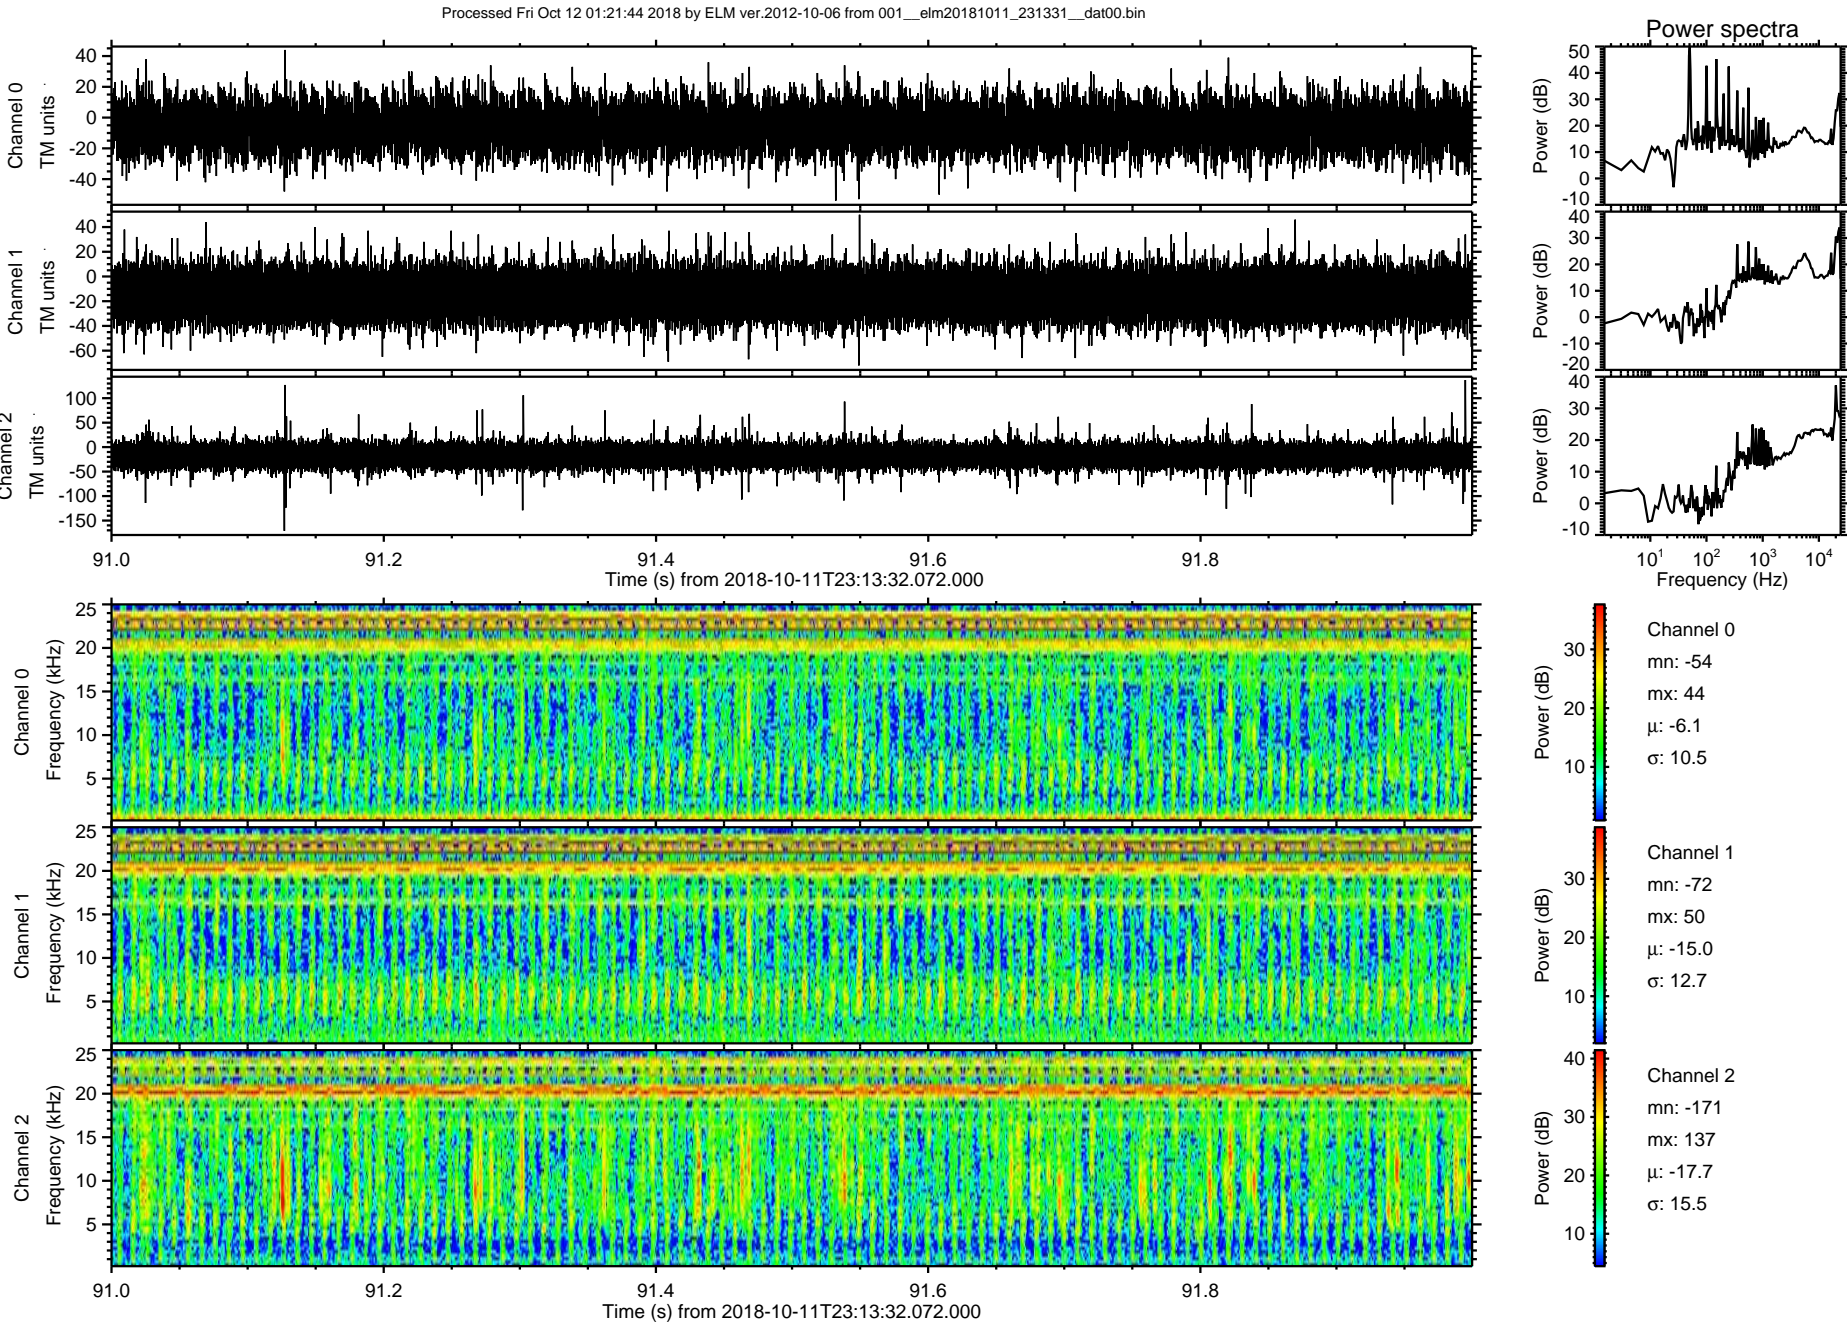 Processed Fri Oct 12 01:21:44 2018 by ELM ver.2012-10-06 from 001__elm20181011_231331__dat00.bin
Power spectra
Channel 0
TM units
40
20
0
-20
-40
Power (dB)
50
40
30
20
10
0
-10
Channel 1
TM units
40
20
0
-20
-40
-60
Power (dB)
40
30
20
10
0
-10
-20
Channel 2
TM units
100
50
0
-50
-100
-150
Power (dB)
40
30
20
10
0
-10
91.0 91.2 91.4 91.6 91.8
Time (s) from 2018-10-11T23:13:32.072.000
10^1 10^2 10^3 10^4
Frequency (Hz)
Channel 0
Frequency (kHz)
25
20
15
10
5
Power (dB)
30
20
10
Channel 0
mn: -54
mx: 44
μ: -6.1
σ: 10.5
Channel 1
Frequency (kHz)
25
20
15
10
5
Power (dB)
30
20
10
Channel 1
mn: -72
mx: 50
μ: -15.0
σ: 12.7
Channel 2
Frequency (kHz)
25
20
15
10
5
Power (dB)
40
30
20
10
Channel 2
mn: -171
mx: 137
μ: -17.7
σ: 15.5
91.0 91.2 91.4 91.6 91.8
Time (s) from 2018-10-11T23:13:32.072.000